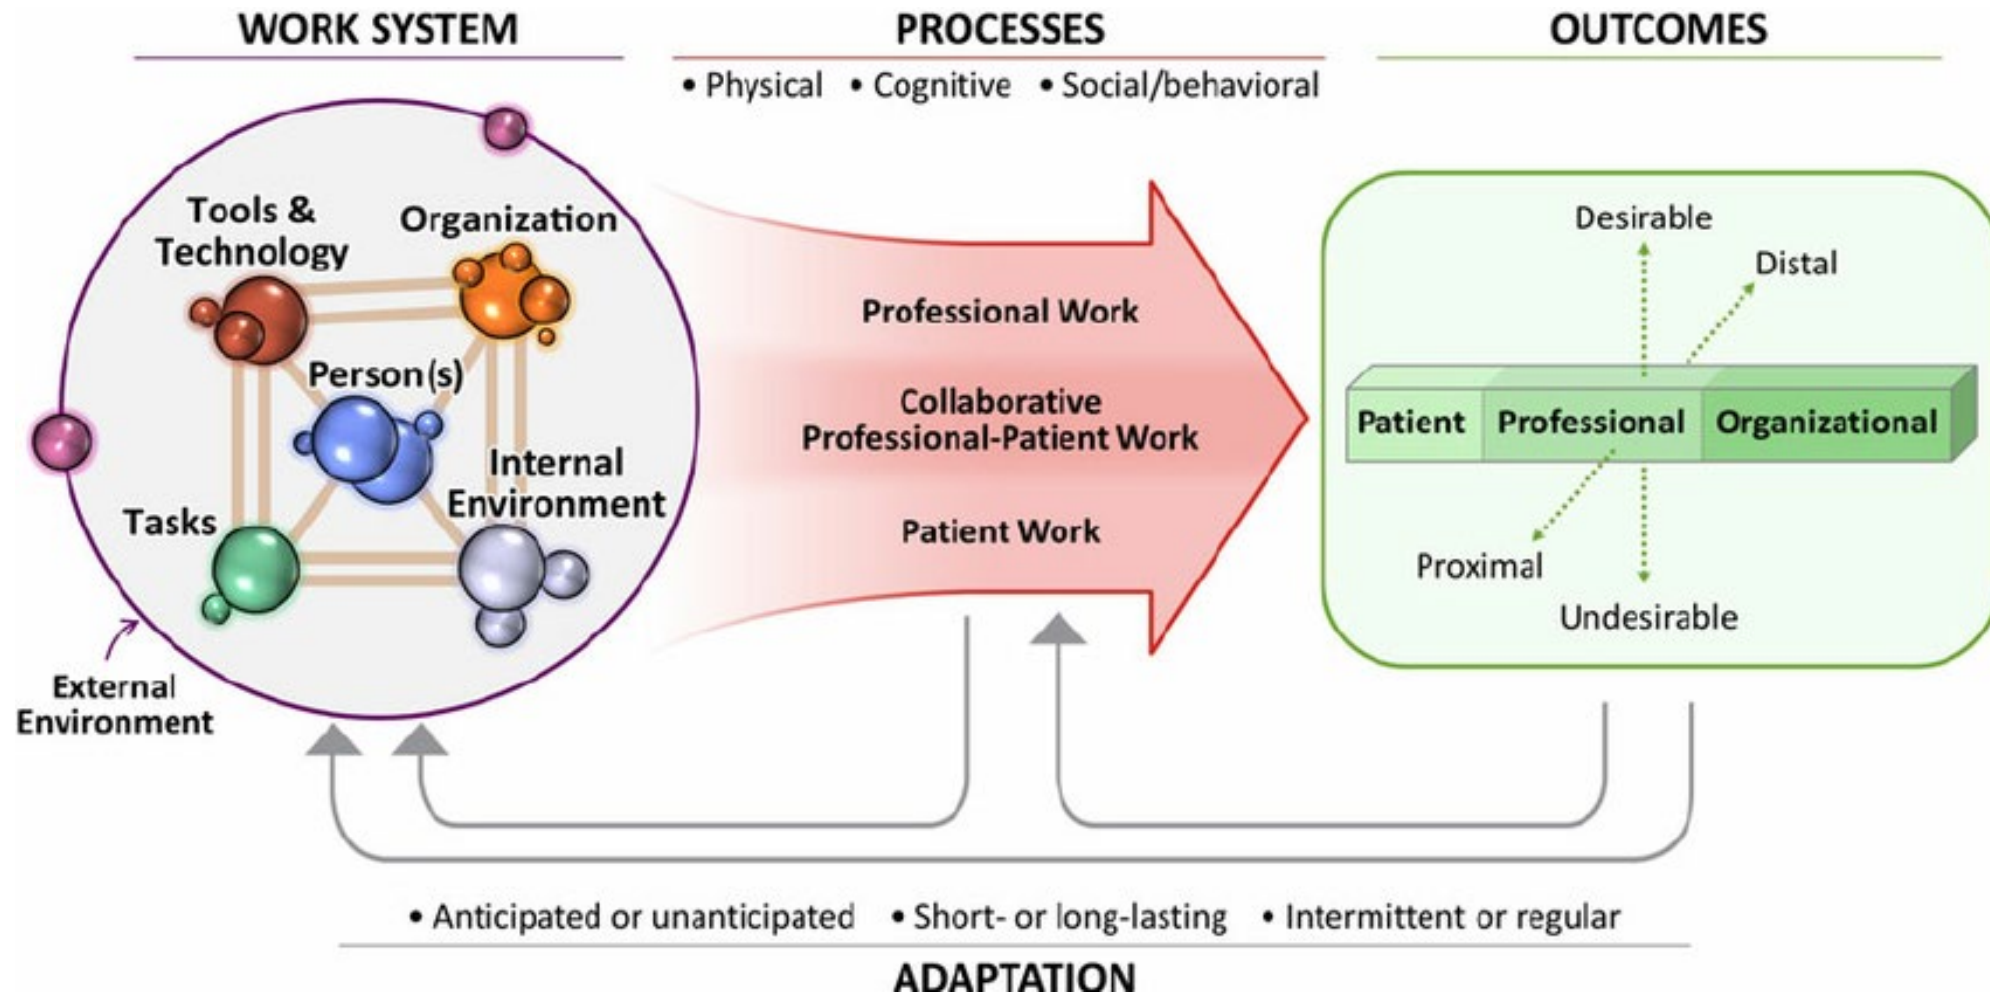 WORK SYSTEM
PROCESSES
OUTCOMES
• Physical • Cognitive • Social/behavioral
Tools &
Technology
Organization
Person(s)
Internal
Environment
Tasks
External
Environment
Professional Work
Collaborative
Professional-Patient Work
Patient Work
Desirable
Distal
Patient
Professional
Organizational
Proximal
Undesirable
• Anticipated or unanticipated • Short- or long-lasting • Intermittent or regular
ADAPTATION